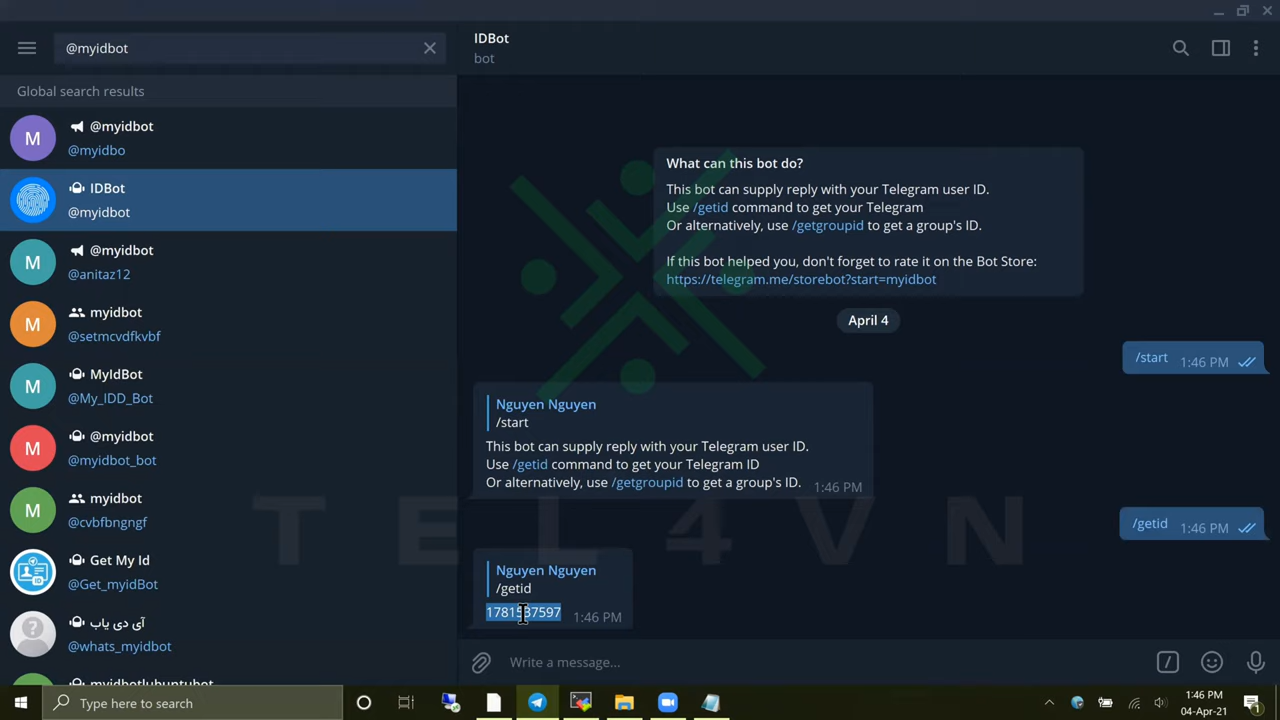 @myidbot
Global search results
M
@myidbot
@myidbo
IDBot
@myidbot
M
@myidbot
@anitaz12
M
myidbot
@setmcvdfkvbf
M
MyIdBot
@My_IDD_Bot
M
@myidbot
@myidbot_bot
M
myidbot
@cvbfbngngf
ID
Get My Id
@Get_myidBot
?
آی دی یاب
@whats_myidbot
myidbotlubuntubot
IDBot
bot
What can this bot do?
This bot can supply reply with your Telegram user ID.
Use /getid command to get your Telegram
Or alternatively, use /getgroupid to get a group's ID.
If this bot helped you, don't forget to rate it on the Bot Store:
https://telegram.me/storebot?start=myidbot
April 4
/start 1:46 PM
Nguyen Nguyen
/start
This bot can supply reply with your Telegram user ID.
Use /getid command to get your Telegram ID
Or alternatively, use /getgroupid to get a group's ID. 1:46 PM
TEL4VN
/getid 1:46 PM
Nguyen Nguyen
/getid
1:46 PM
Write a message...
Type here to search
1:46 PM
04-Apr-21